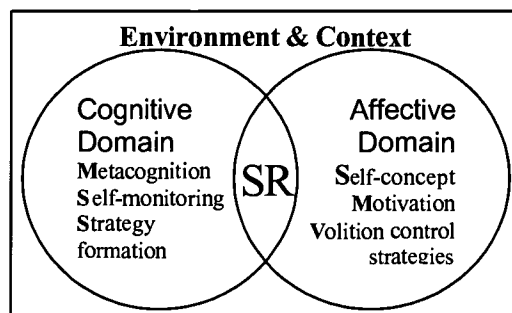 Environment & Context
Cognitive
Domain
Metacognition
Self-monitoring
Strategy
formation
SR
Affective
Domain
Self-concept
Motivation
Volition control
strategies